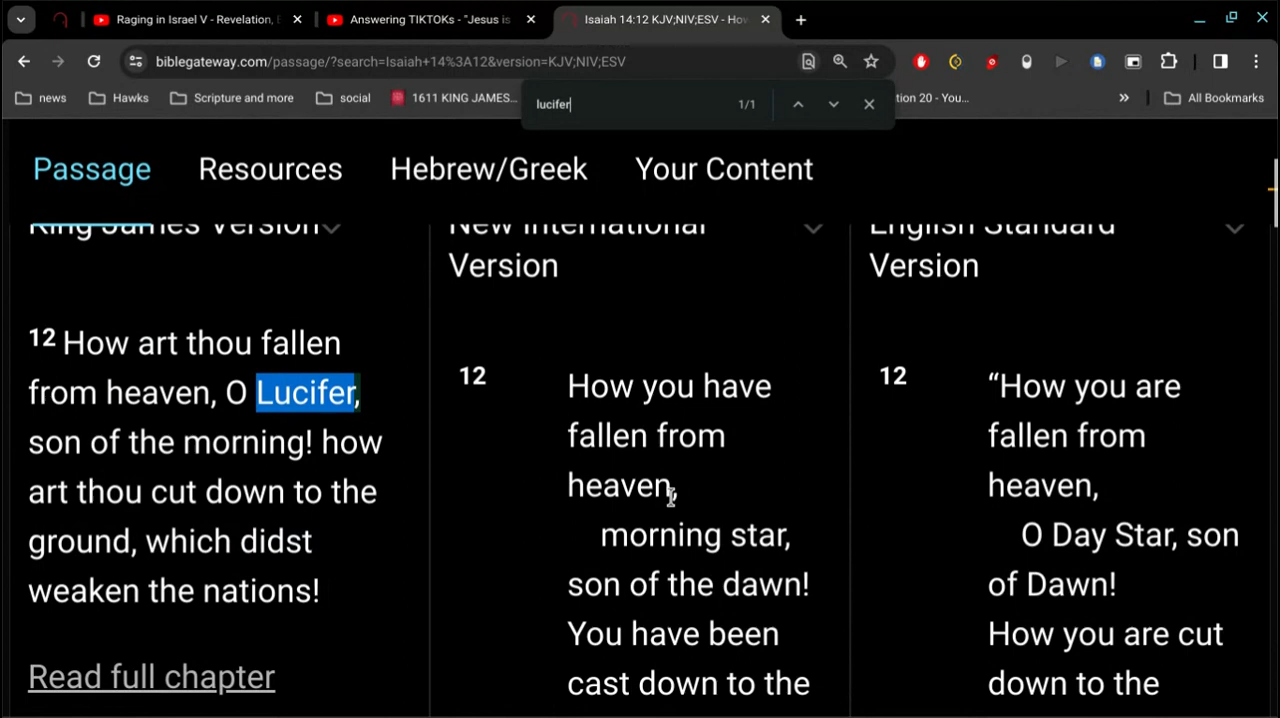 Raging in Israel V - Revelation,
Answering TIKTOKs - "Jesus is
Isaiah 14:12 KJV;NIV;ESV - Ho
biblegateway.com/passage/?search=Isaiah+14%3A12&version=KJV;NIV;ESV
news
Hawks
Scripture and more
social
1611 KING JAMES...
tion 20 - You...
»
All Bookmarks
lucifer
1/1
Passage
Resources
Hebrew/Greek
Your Content
King James Version
12 How art thou fallen
from heaven, O Lucifer,
son of the morning! how
art thou cut down to the
ground, which didst
weaken the nations!
Read full chapter
New International
Version
12 How you have
fallen from
heaven,
morning star,
son of the dawn!
You have been
cast down to the
English Standard
Version
12 “How you are
fallen from
heaven,
O Day Star, son
of Dawn!
How you are cut
down to the